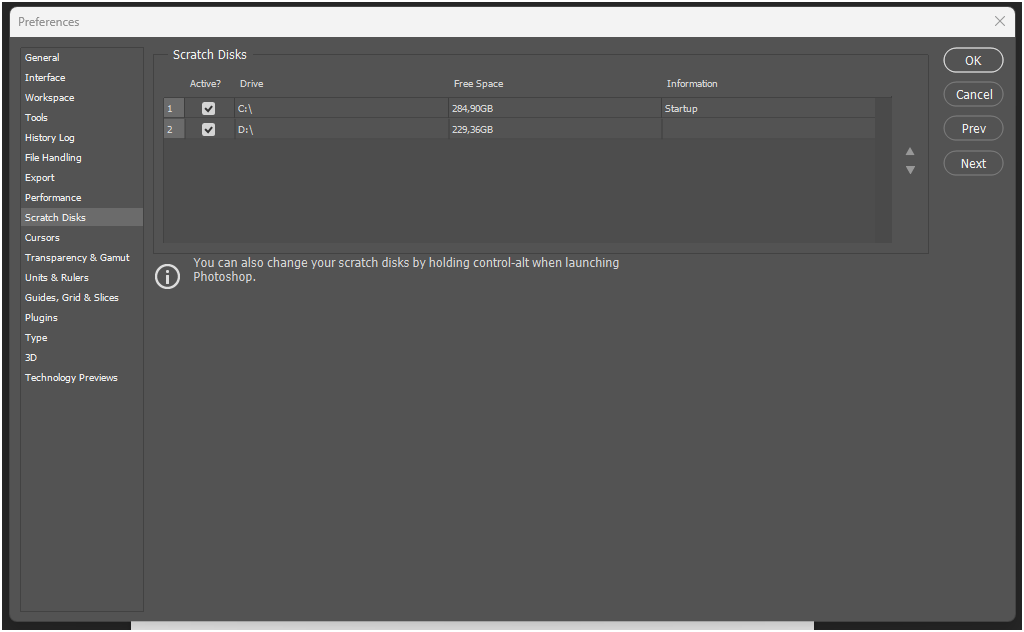 Preferences
General
Interface
Workspace
Tools
History Log
File Handling
Export
Performance
Scratch Disks
Cursors
Transparency & Gamut
Units & Rulers
Guides, Grid & Slices
Plugins
Type
3D
Technology Previews
Scratch Disks
Active? Drive Free Space Information
1 C:\ 284,90GB Startup
2 D:\ 229,36GB
You can also change your scratch disks by holding control-alt when launching
Photoshop.
OK
Cancel
Prev
Next